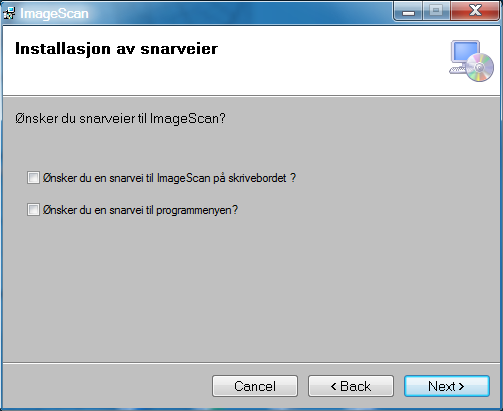 ImageScan
Installasjon av snarveier
Ønsker du snarveier til ImageScan?
Ønsker du en snarvei til ImageScan på skrivebordet ?
Ønsker du en snarvei til programmenyen?
Cancel
< Back
Next >